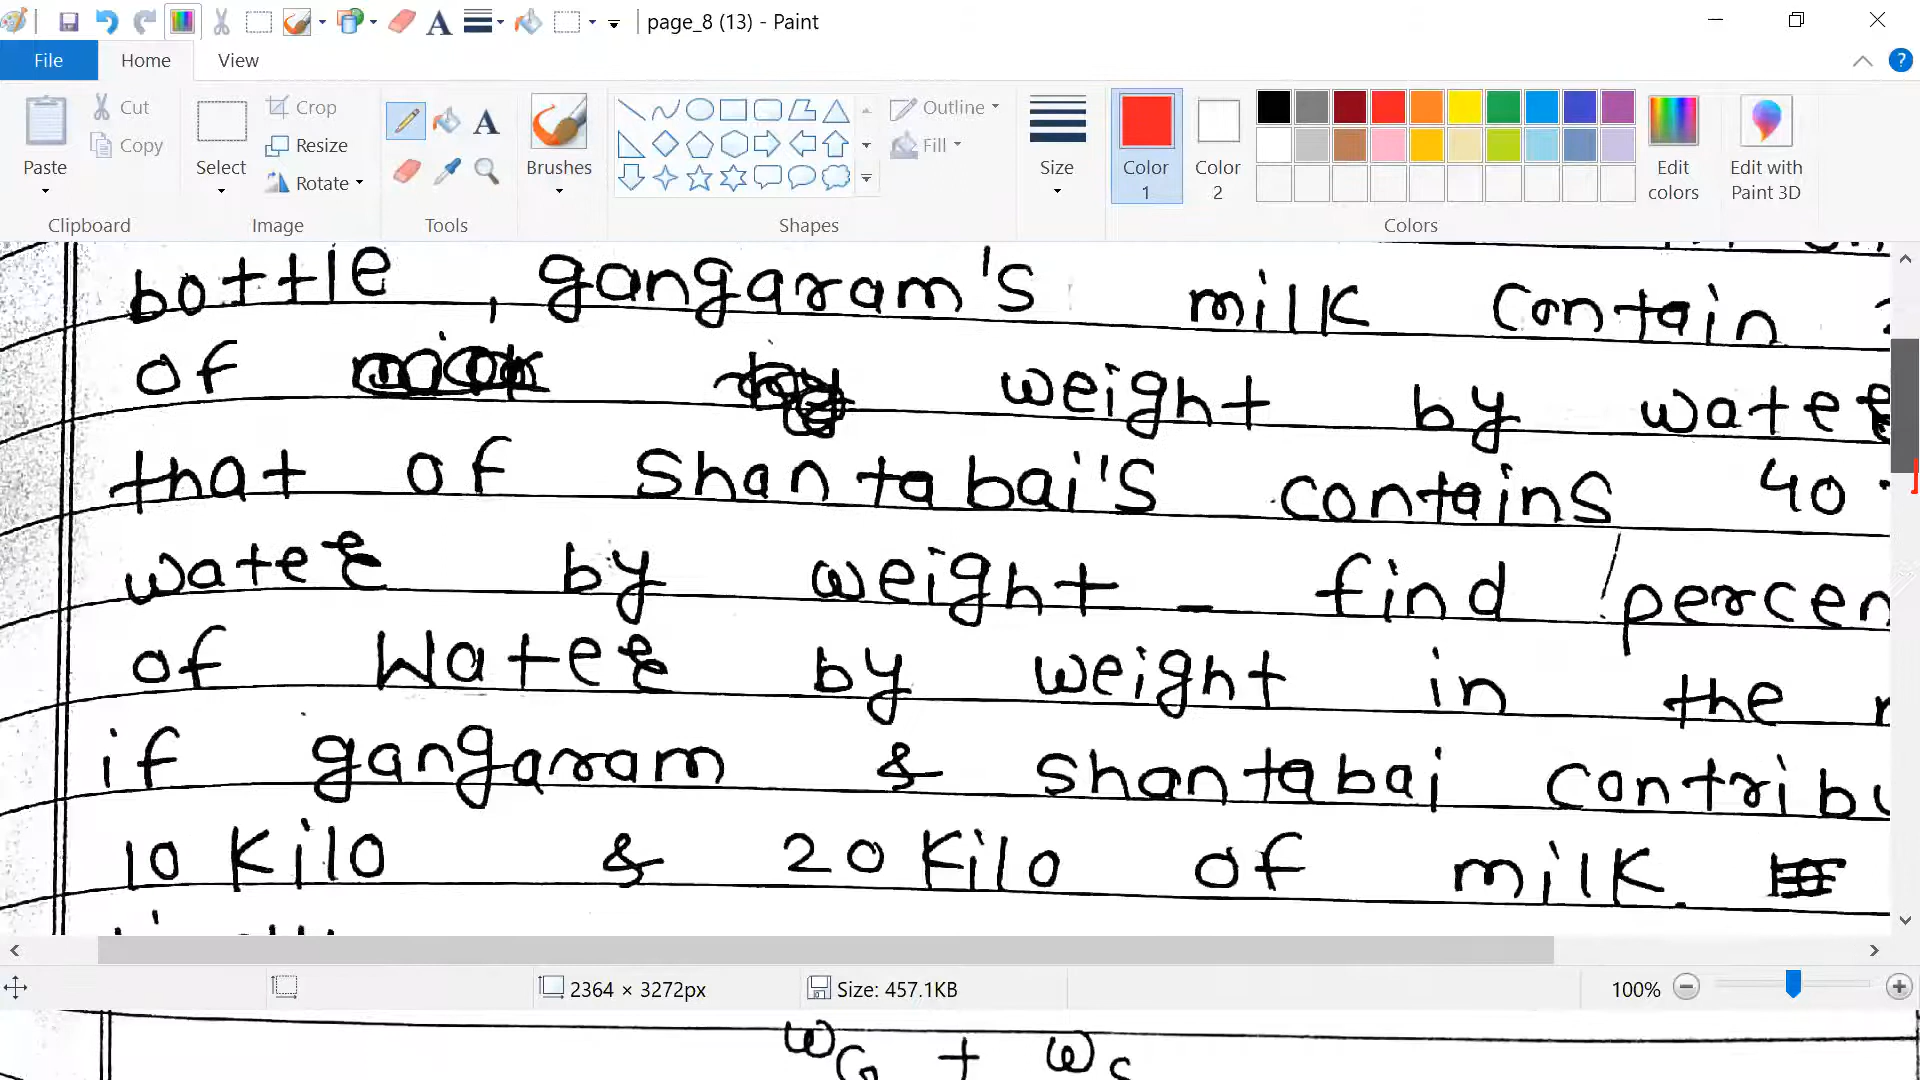 page_8 (13) - Paint
File Home View
Cut
Copy
Paste
Clipboard
Crop
Resize
Rotate
Select
Image
Tools
Brushes
Outline
Fill
Shapes
Size
Color 1
Color 2
Edit colors
Edit with Paint 3D
Colors
bottle , gangaram's milk contain
of weight by water
that of Shantabai's contains 40
water by weight - find percen
of Water by weight in the
if gangaram & shantabai contribu
10 Kilo & 20 Kilo of milk.
2364 × 3272px Size: 457.1KB 100%
wG + wS